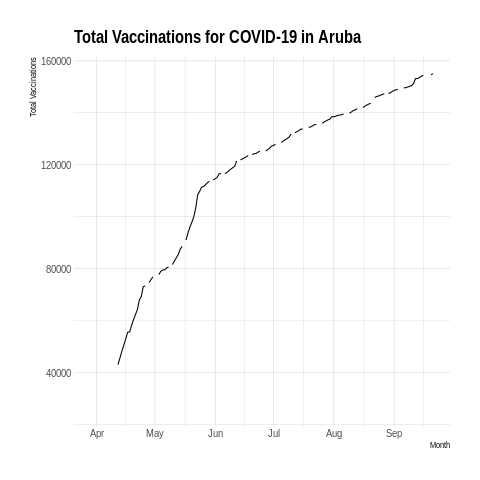 Total Vaccinations for COVID-19 in Aruba
Total Vaccinations
160000
120000
80000
40000
Apr May Jun Jul Aug Sep
Month